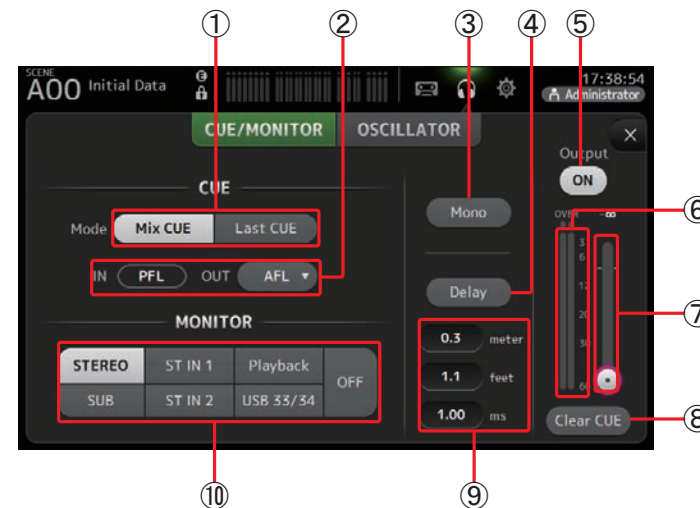 ① ② ③ ④ ⑤
SCENE
A00 Initial Data
17:38:54
Administrator
CUE/MONITOR OSCILLATOR
Output
ON
CUE
Mode Mix CUE Last CUE
Mono
OVER -∞
⑥
3
6
IN PFL OUT AFL
Delay
12
⑦
MONITOR
20
STEREO ST IN 1 Playback OFF
0.3 meter
30
SUB ST IN 2 USB 33/34
1.1 feet
60
1.00 ms
Clear CUE ⑧
⑩ ⑨